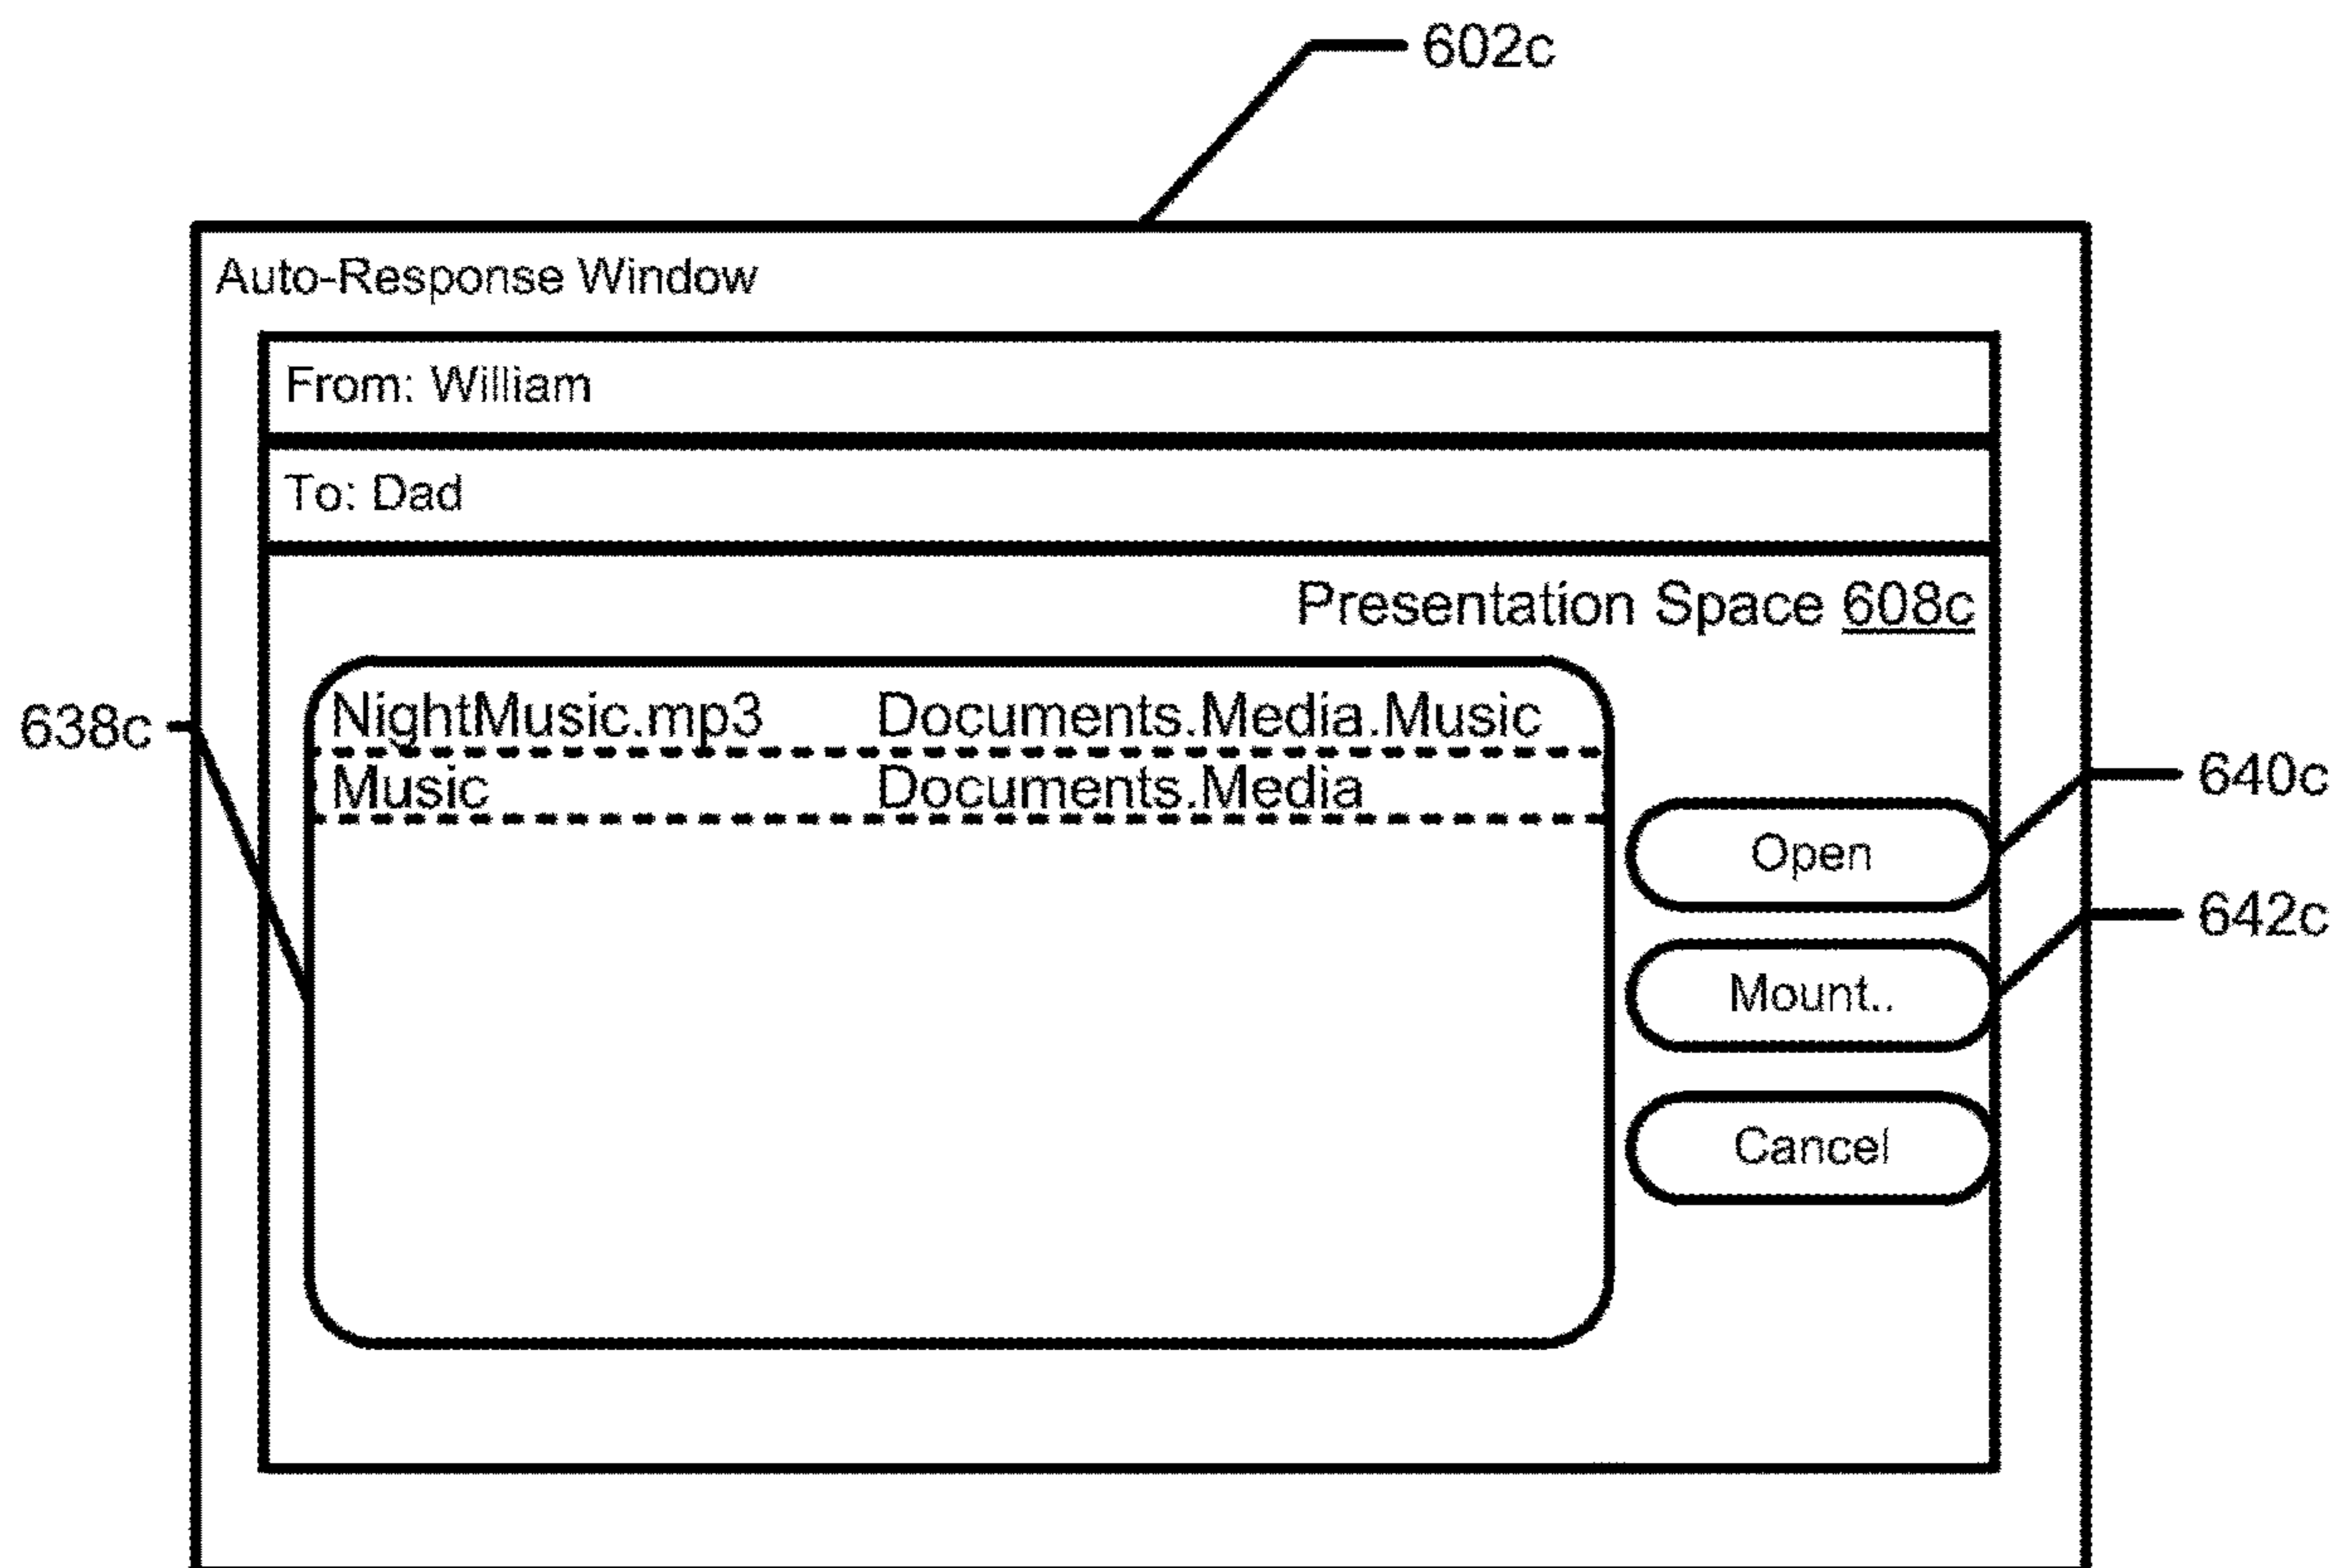 602c
Auto-Response Window
From: William
To: Dad
Presentation Space 608c
638c
NightMusic.mp3 Documents.Media.Music
Music Documents.Media
640c
Open
642c
Mount..
Cancel